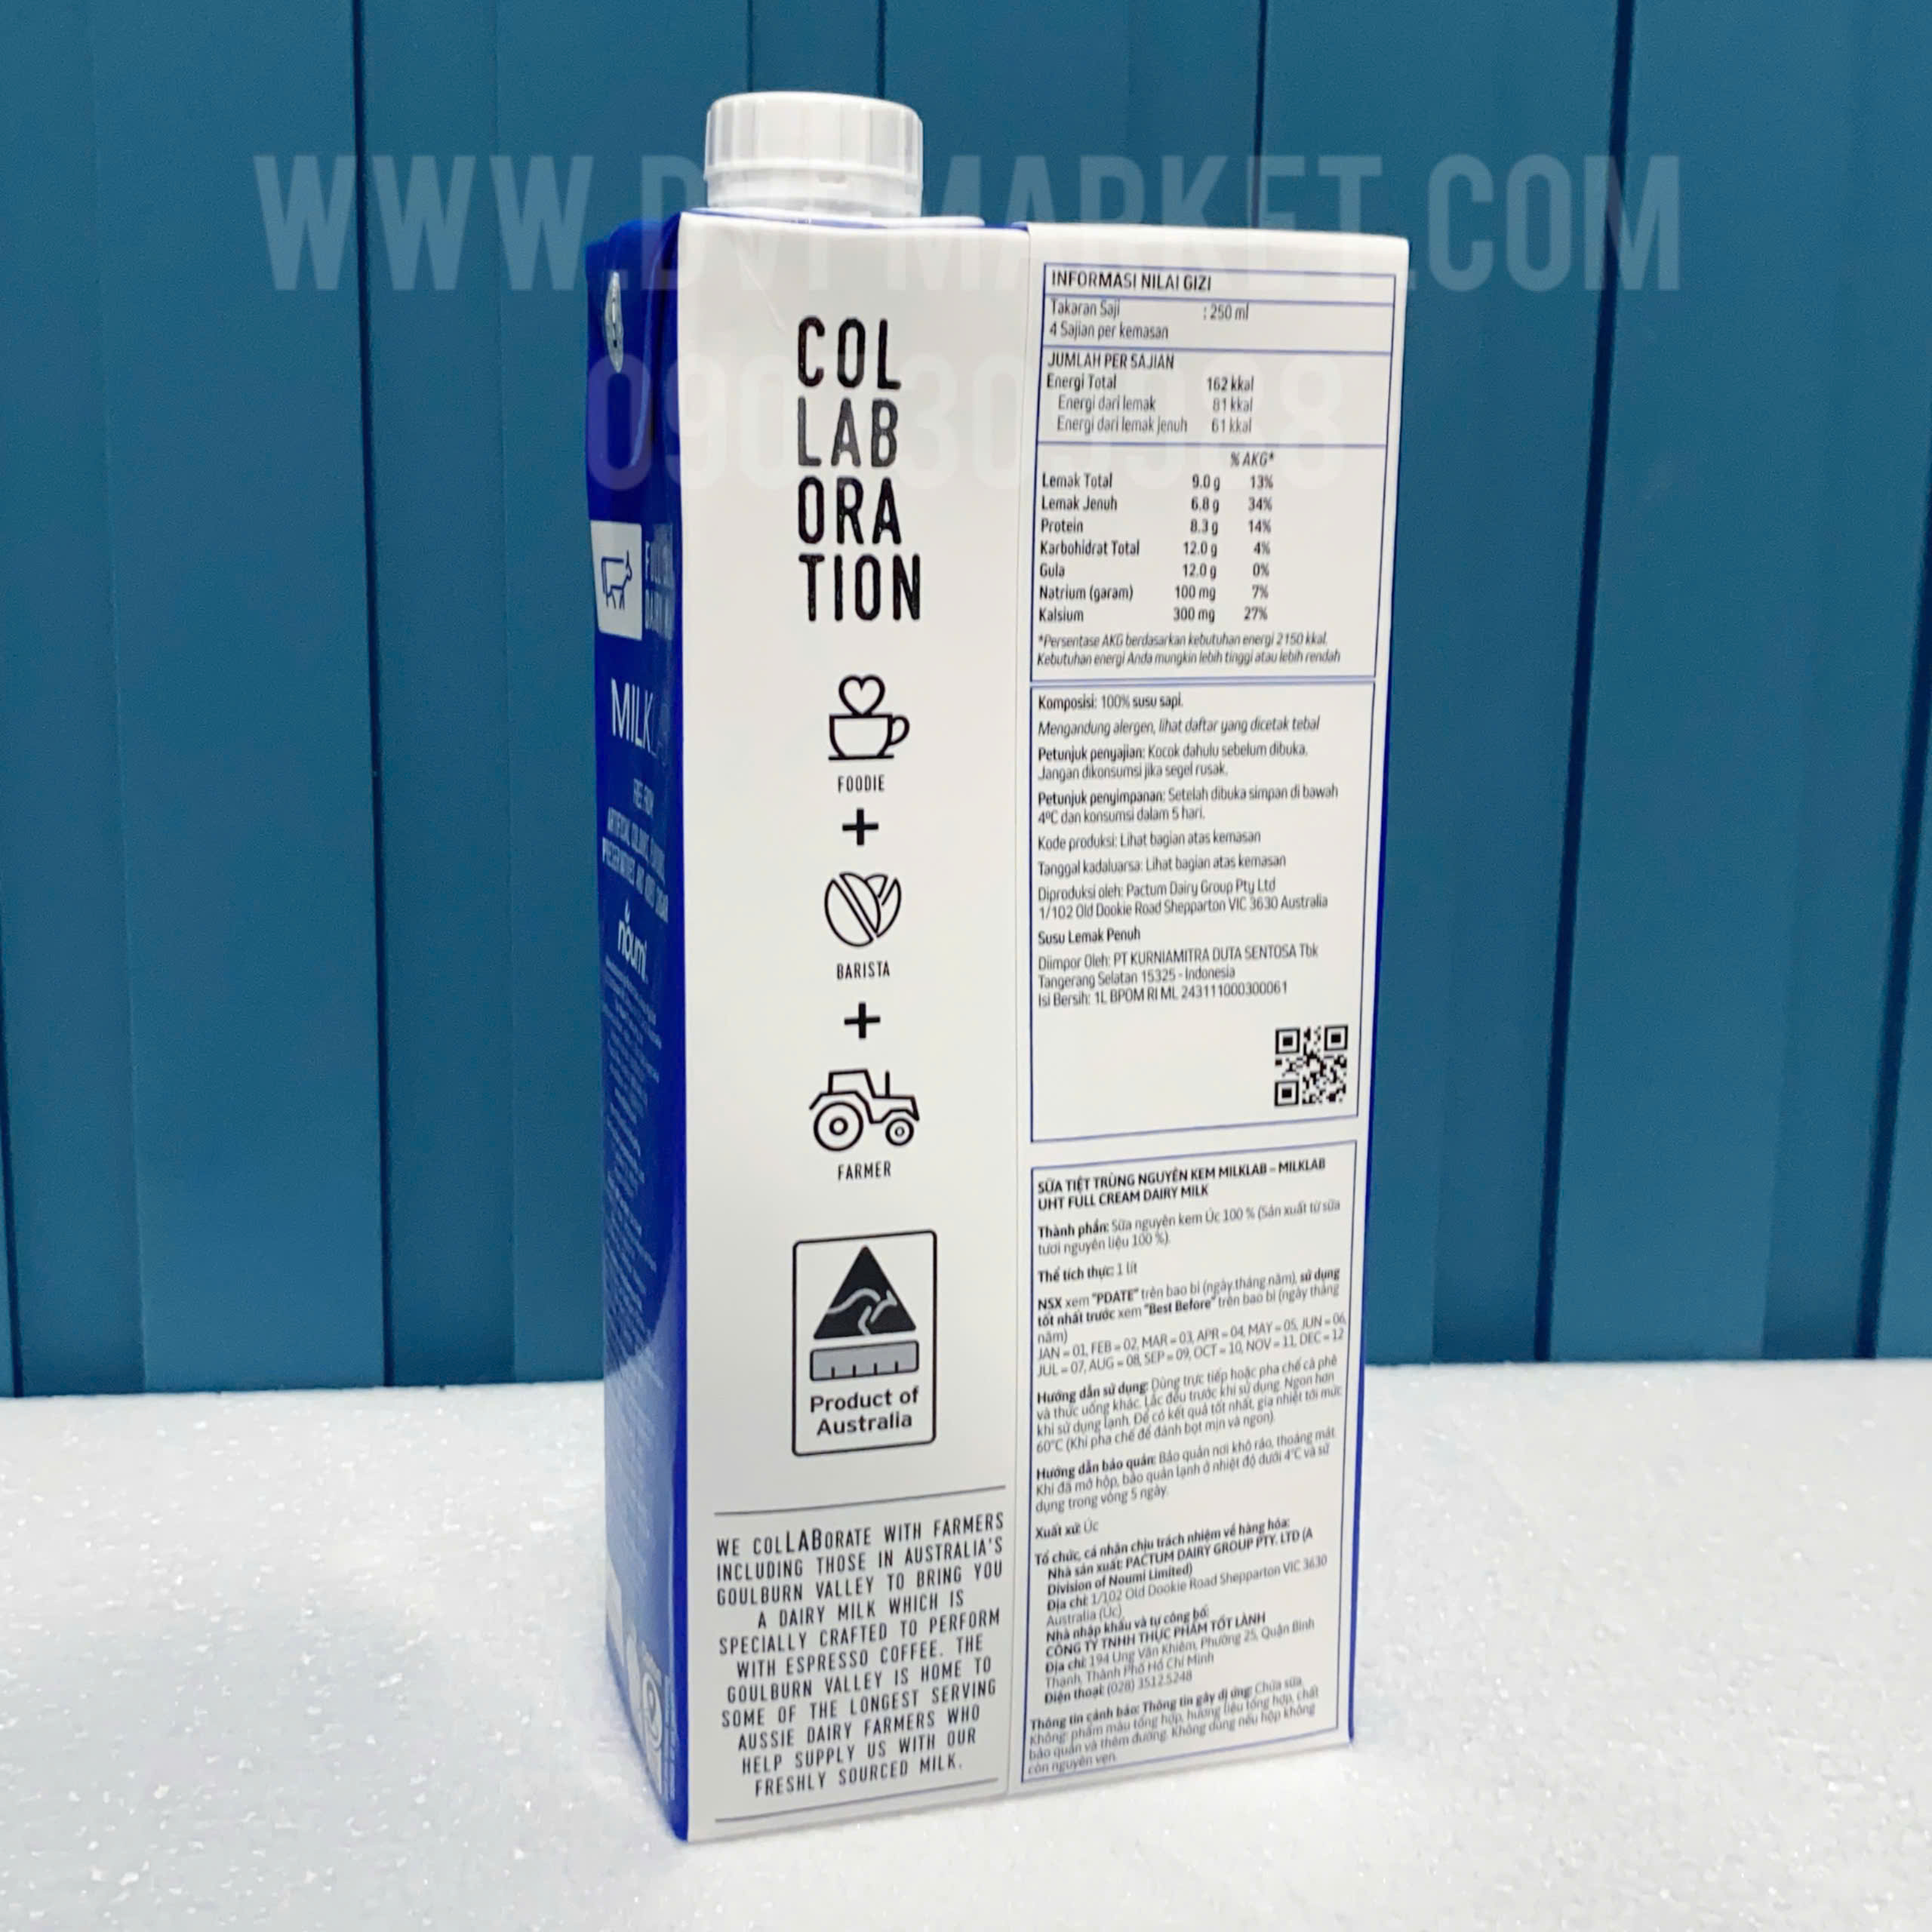 WWW.DVPMARKET.COM
COL
LAB
ORA
TION
FOODIE
+
BARISTA
+
FARMER
Product of
Australia
WE COLLABORATE WITH FARMERS
INCLUDING THOSE IN AUSTRALIA'S
GOULBURN VALLEY TO BRING YOU
A DAIRY MILK WHICH IS
SPECIALLY CRAFTED TO PERFORM
WITH ESPRESSO COFFEE. THE
GOULBURN VALLEY IS HOME TO
SOME OF THE LONGEST SERVING
AUSSIE DAIRY FARMERS WHO
HELP SUPPLY US WITH OUR
FRESHLY SOURCED MILK.
MILK
noumi
INFORMASI NILAI GIZI
Takaran Saji : 250 ml
4 Sajian per kemasan
JUMLAH PER SAJIAN
Energi Total 162 kkal
Energi dari lemak 81 kkal
Energi dari lemak jenuh 61 kkal
% AKG*
Lemak Total 9.0 g 13%
Lemak Jenuh 6.8 g 34%
Protein 8.3 g 14%
Karbohidrat Total 12.0 g 4%
Gula 12.0 g 0%
Natrium (garam) 100 mg 7%
Kalsium 300 mg 27%
*Persentase AKG berdasarkan kebutuhan energi 2150 kkal.
Kebutuhan energi Anda mungkin lebih tinggi atau lebih rendah
Komposisi: 100% susu sapi.
Mengandung alergen, lihat daftar yang dicetak tebal
Petunjuk penyajian: Kocok dahulu sebelum dibuka.
Jangan dikonsumsi jika segel rusak.
Petunjuk penyimpanan: Setelah dibuka simpan di bawah
4ºC dan konsumsi dalam 5 hari.
Kode produksi: Lihat bagian atas kemasan
Tanggal kadaluarsa: Lihat bagian atas kemasan
Diproduksi oleh: Pactum Dairy Group Pty Ltd
1/102 Old Dookie Road Shepparton VIC 3630 Australia
Susu Lemak Penuh
Diimpor Oleh: PT KURNIAMITRA DUTA SENTOSA Tbk
Tangerang Selatan 15325 - Indonesia
Isi Bersih: 1L BPOM RI ML 243111000300061
SỮA TIỆT TRÙNG NGUYÊN KEM MILKLAB – MILKLAB
UHT FULL CREAM DAIRY MILK
Thành phần: Sữa nguyên kem Úc 100 % (Sản xuất từ sữa
tươi nguyên liệu 100 %).
Thể tích thực: 1 lít
NSX xem "PDATE" trên bao bì (ngày.tháng năm), sử dụng
tốt nhất trước xem "Best Before" trên bao bì (ngày tháng
năm)
JAN = 01, FEB = 02, MAR = 03, APR = 04, MAY = 05, JUN = 06,
JUL = 07, AUG = 08, SEP = 09, OCT = 10, NOV = 11, DEC = 12
Hướng dẫn sử dụng: Dùng trực tiếp hoặc pha chế cà phê
và thức uống khác. Lắc đều trước khi sử dụng. Ngon hơn
khi sử dụng lạnh. Để có kết quả tốt nhất, gia nhiệt tới mức
60°C (Khi pha chế để đánh bọt mịn và ngon).
Hướng dẫn bảo quản: Bảo quản nơi khô ráo, thoáng mát.
Khi đã mở hộp, bảo quản lạnh ở nhiệt độ dưới 4°C và sử
dụng trong vòng 5 ngày.
Xuất xứ: Úc
Tổ chức, cá nhân chịu trách nhiệm về hàng hóa:
Nhà sản xuất: PACTUM DAIRY GROUP PTY. LTD (A
Division of Noumi Limited)
Địa chỉ: 1/102 Old Dookie Road Shepparton VIC 3630
Australia (Úc)
Nhà nhập khẩu và tự công bố:
CÔNG TY TNHH THỰC PHẨM TỐT LÀNH
Địa chỉ: 194 Ung Văn Khiêm, Phường 25, Quận Bình
Thạnh, Thành Phố Hồ Chí Minh
Điện thoại: (028) 3512.5248
Thông tin cảnh báo: Thông tin gây dị ứng: Chứa sữa.
Không: phẩm màu tổng hợp, hương liệu tổng hợp, chất
bảo quản và thêm đường. Không dùng nếu hộp không
còn nguyên vẹn.